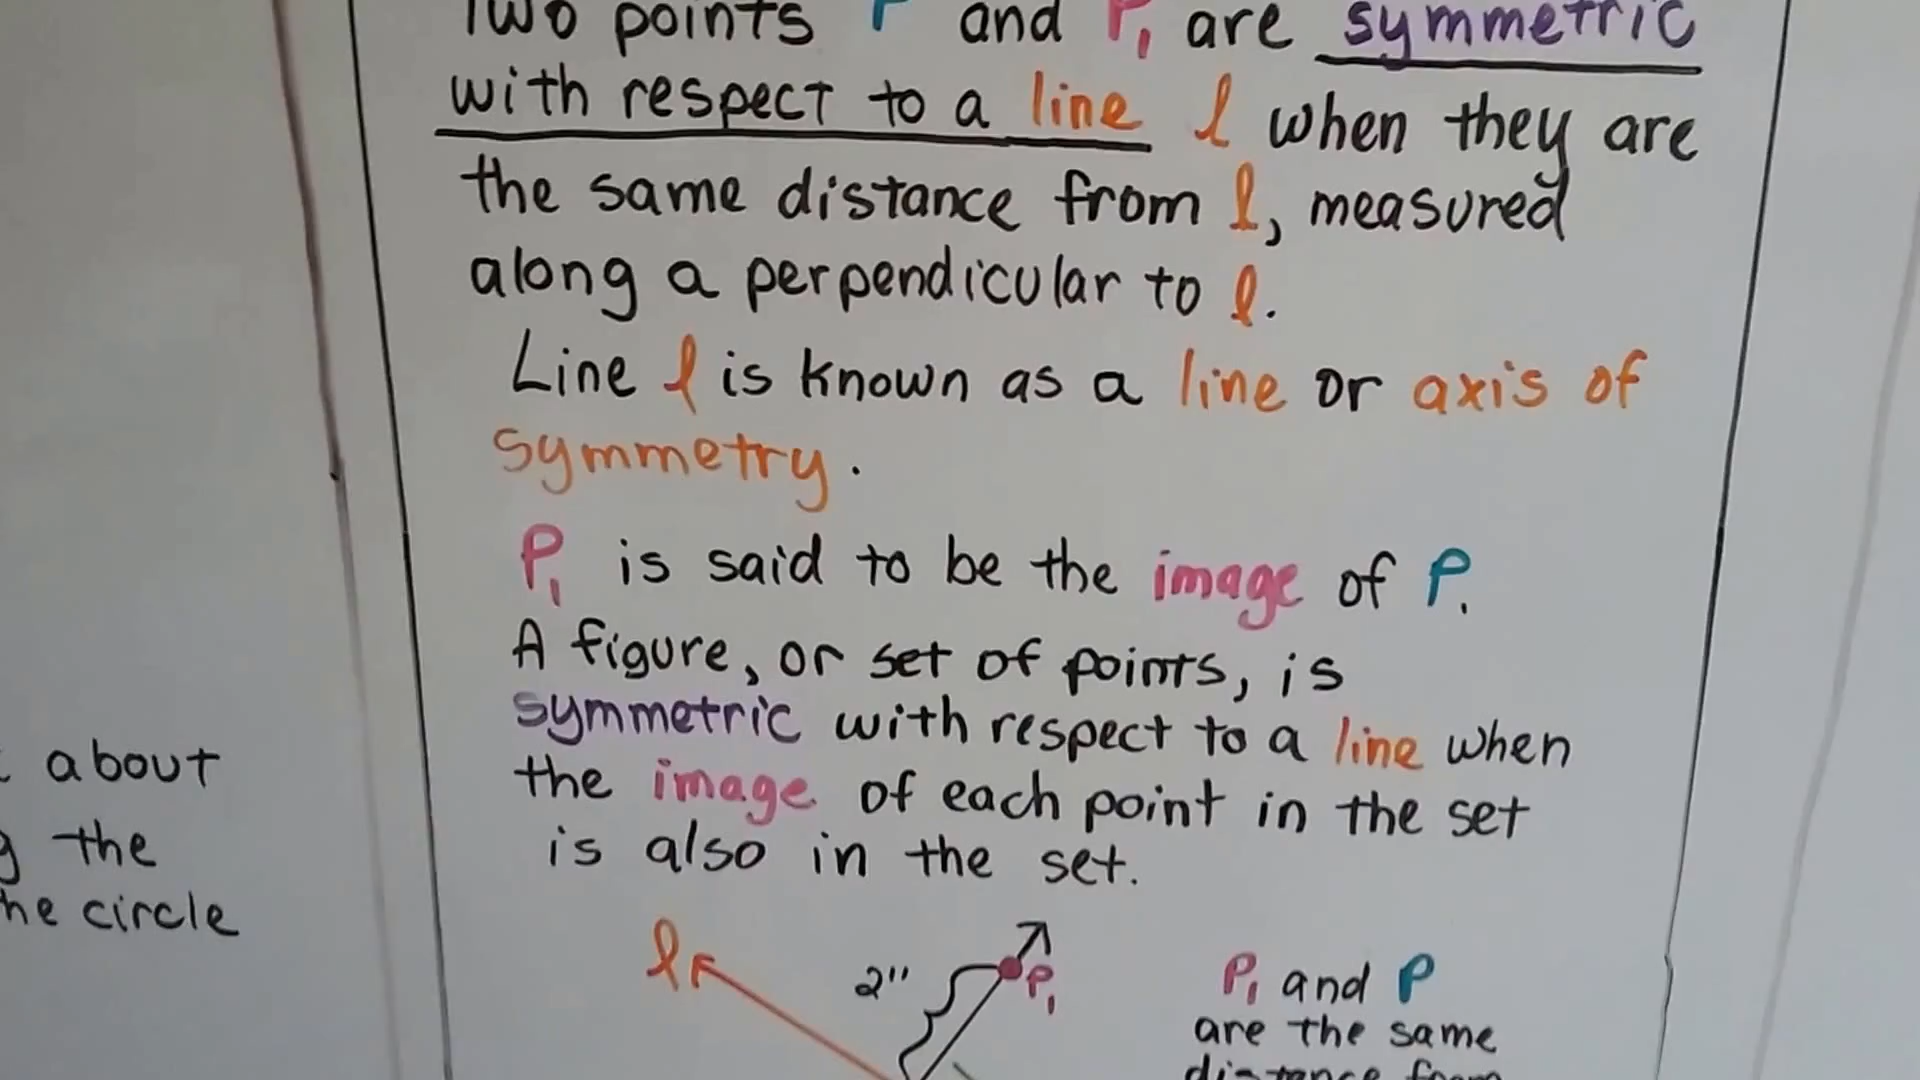 Two points P and P₁ are symmetric
with respect to a line l when they are
the same distance from l, measured
along a perpendicular to l.
Line l is known as a line or axis of
symmetry.
P₁ is said to be the image of P.
A figure, or set of points, is
symmetric with respect to a line when
the image of each point in the set
is also in the set.
about
the
circle
l
2"
P₁
P₁ and P
are the same
distance from